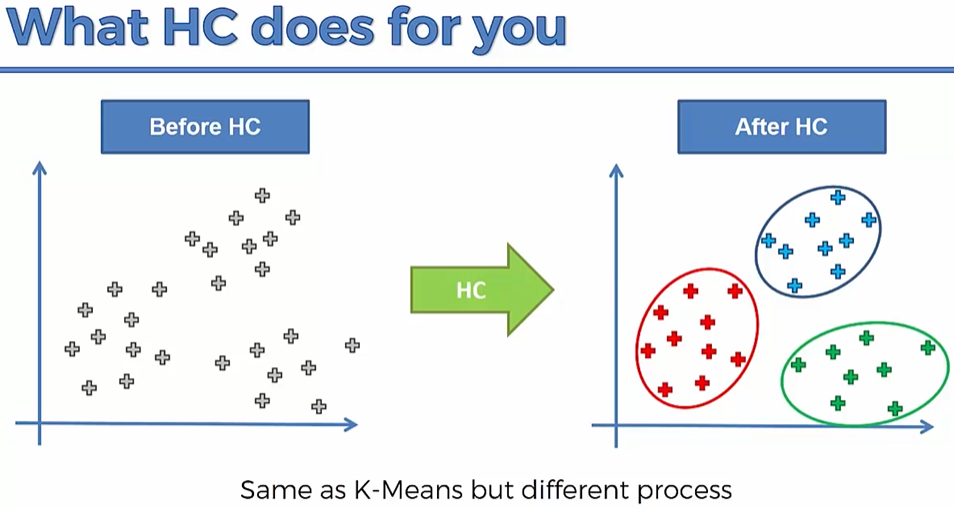 What HC does for you
Before HC
After HC
HC
Same as K-Means but different process